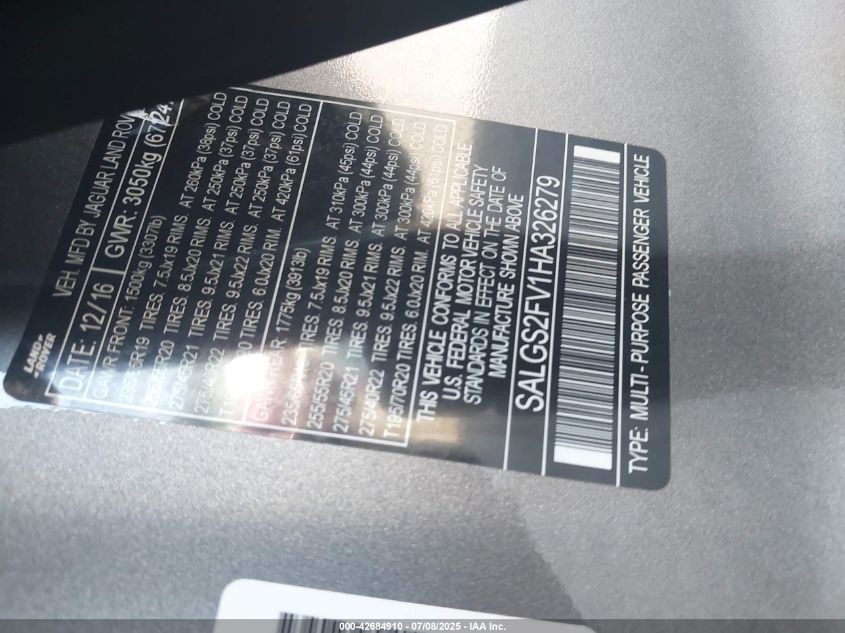 LAND
ROVER
VEH. MFD BY JAGUAR LAND ROV
DATE: 12/16 GWR: 3050kg (6724
GAWR FRONT: 1500kg (3307lb)
235/65R19 TIRES: 7.5Jx19 RIMS. AT 260kPa (38psi) COLD
255/55R20 TIRES: 8.5Jx20 RIMS. AT 250kPa (37psi) COLD
275/45R21 TIRES: 9.5Jx21 RIMS. AT 250kPa (37psi) COLD
275/40R22 TIRES: 9.5Jx22 RIMS. AT 250kPa (37psi) COLD
TIRES: 6.0Jx20 RIM. AT 420kPa (61psi) COLD
GAWR REAR: 1775kg (3913lb)
TIRES: 7.5Jx19 RIMS. AT 310kPa (45psi) COLD
255/55R20 TIRES: 8.5Jx20 RIMS. AT 300kPa (44psi) COLD
275/45R21 TIRES: 9.5Jx21 RIMS. AT 300kPa (44psi) COLD
275/40R22 TIRES: 9.5Jx22 RIMS. AT 300kPa (44psi) COLD
T195/70R20 TIRES: 6.0Jx20 RIM. AT 420kPa (61psi) COLD
THIS VEHICLE CONFORMS TO ALL APPLICABLE
U.S. FEDERAL MOTOR VEHICLE SAFETY
STANDARDS IN EFFECT ON THE DATE OF
MANUFACTURE SHOWN ABOVE
SALGS2FV1HA326279
TYPE: MULTI-PURPOSE PASSENGER VEHICLE
000-42684910 - 07/08/2025 - IAA Inc.